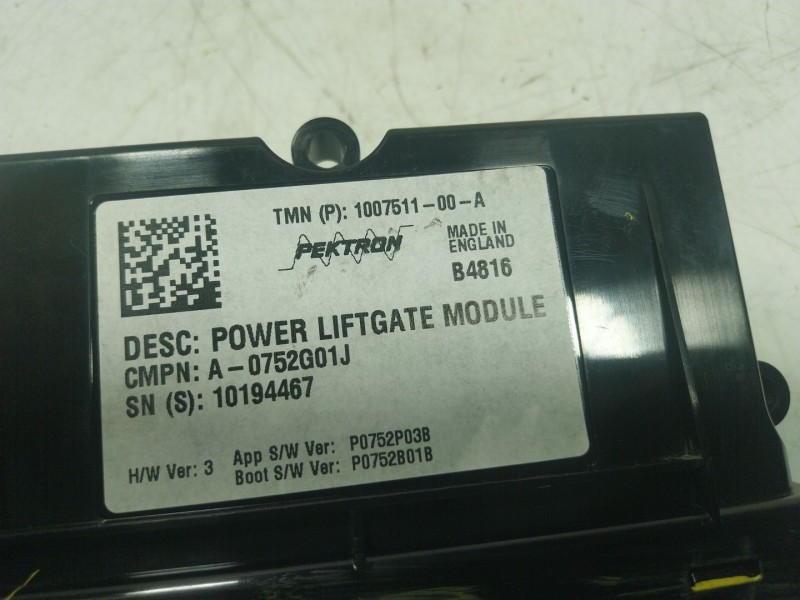 TMN (P): 1007511-00-A
PEKTRON
MADE IN
ENGLAND
B4816
DESC: POWER LIFTGATE MODULE
CMPN: A-0752G01J
SN (S): 10194467
H/W Ver: 3 App S/W Ver: P0752P03B
Boot S/W Ver: P0752B01B